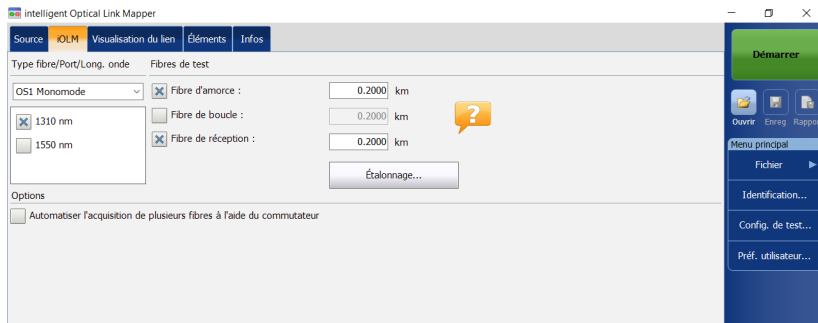 intelligent Optical Link Mapper
Source iOLM Visualisation du lien Éléments Infos
Type fibre/Port/Long. onde Fibres de test
OS1 Monomode
1310 nm
1550 nm
Fibre d'amorce : 0.2000 km
Fibre de boucle : 0.2000 km
Fibre de réception : 0.2000 km
?
Étalonnage...
Options
Automatiser l'acquisition de plusieurs fibres à l'aide du commutateur
Démarrer
Ouvrir Enreg Rappor
Menu principal
Fichier
Identification...
Config. de test...
Préf. utilisateur...